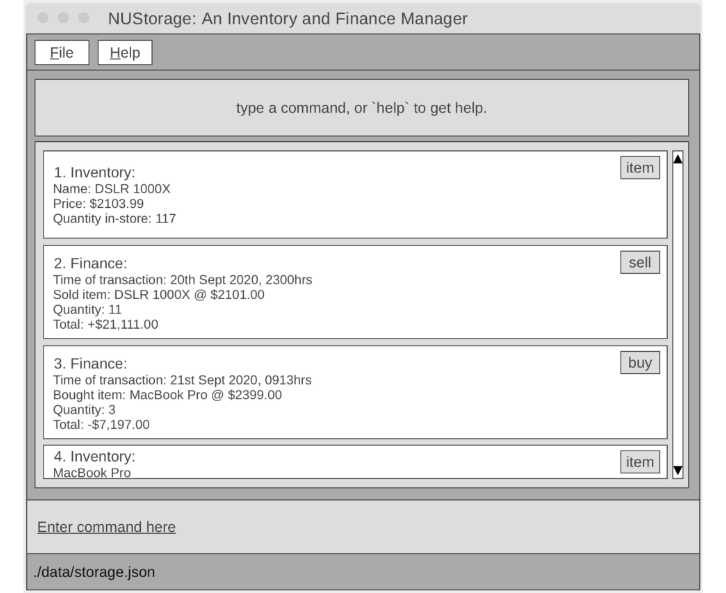 NUStorage: An Inventory and Finance Manager
File Help
type a command, or `help` to get help.
1. Inventory:
item
Name: DSLR 1000X
Price: $2103.99
Quantity in-store: 117
2. Finance:
sell
Time of transaction: 20th Sept 2020, 2300hrs
Sold item: DSLR 1000X @ $2101.00
Quantity: 11
Total: +$21,111.00
3. Finance:
buy
Time of transaction: 21st Sept 2020, 0913hrs
Bought item: MacBook Pro @ $2399.00
Quantity: 3
Total: -$7,197.00
4. Inventory:
item
MacBook Pro
Enter command here
./data/storage.json